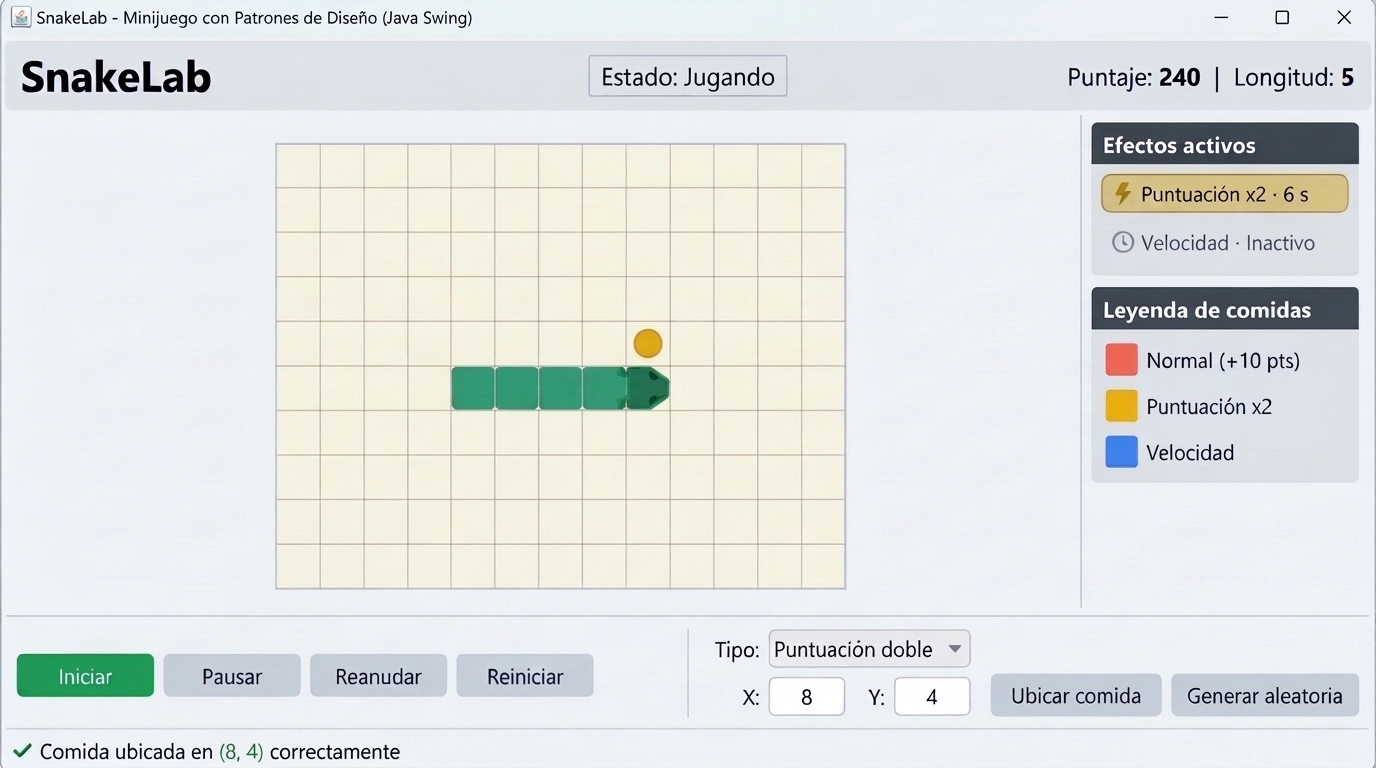 SnakeLab - Minijuego con Patrones de Diseño (Java Swing)
SnakeLab
Estado: Jugando
Puntaje: 240 | Longitud: 5
Efectos activos
Puntuación x2 · 6 s
Velocidad · Inactivo
Leyenda de comidas
Normal (+10 pts)
Puntuación x2
Velocidad
Iniciar
Pausar
Reanudar
Reiniciar
Tipo: Puntuación doble
X: 8 Y: 4
Ubicar comida
Generar aleatoria
Comida ubicada en (8, 4) correctamente